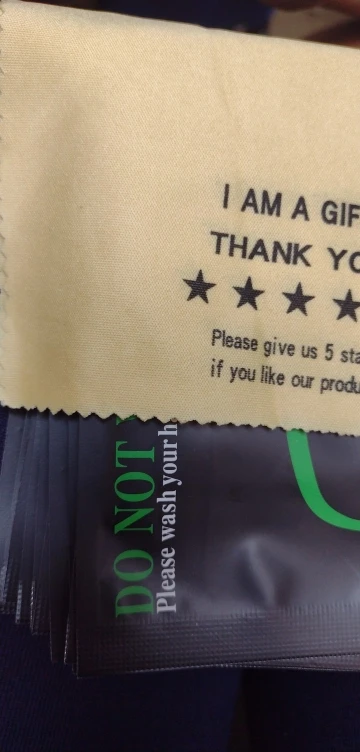 I AM A GIF
THANK YO
★ ★ ★ ★
Please give us 5 sta
if you like our produ
DO NOT
Please wash your h